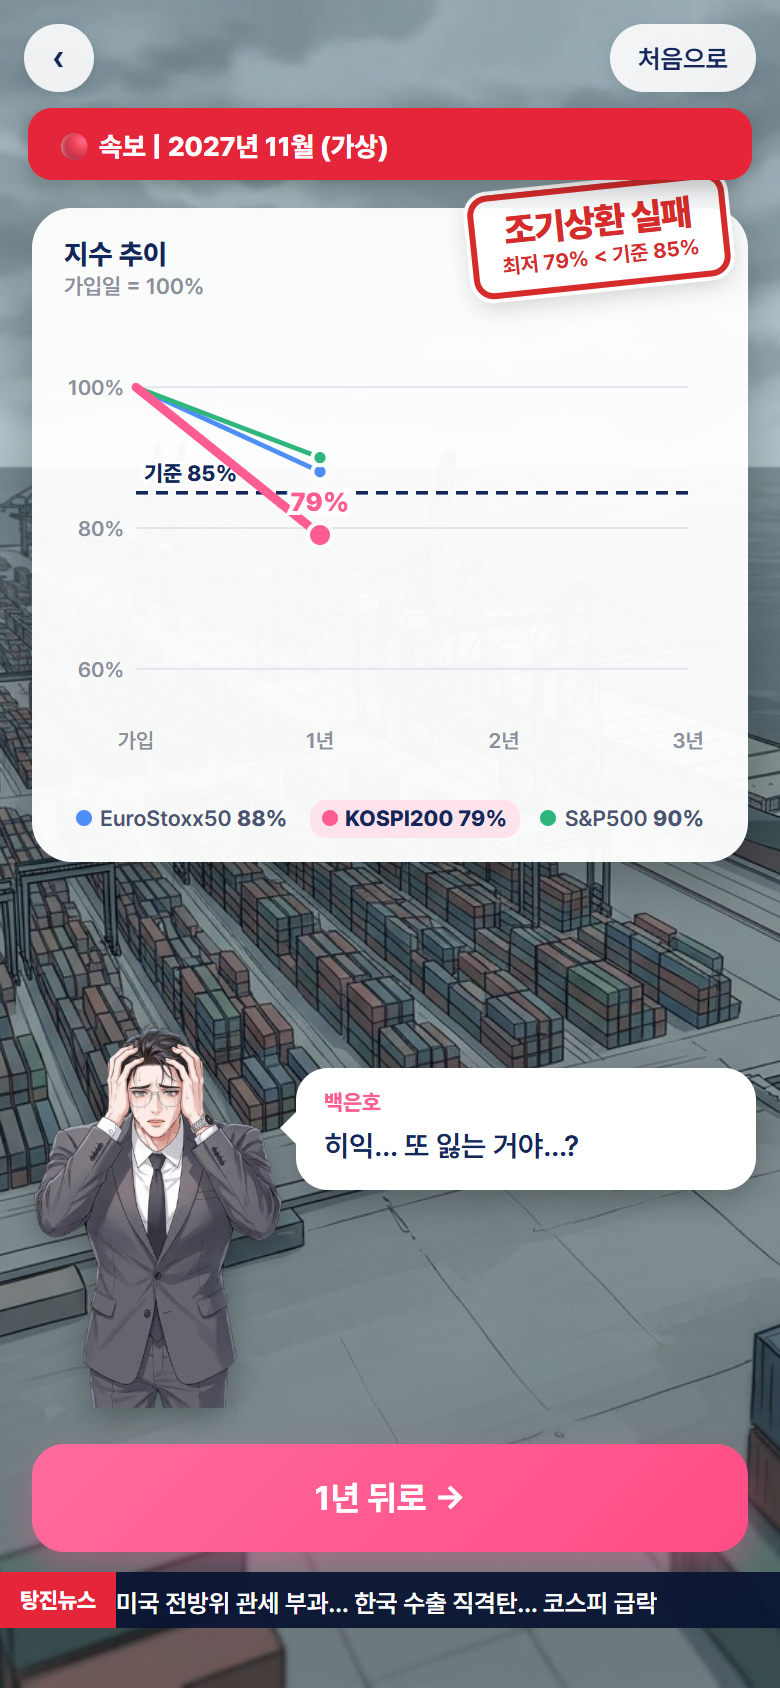 ‹
처음으로
속보 | 2027년 11월 (가상)
지수 추이
가입일 = 100%
조기상환 실패
최저 79% < 기준 85%
100%
기준 85%
79%
80%
60%
가입 1년 2년 3년
EuroStoxx50 88% KOSPI200 79% S&P500 90%
백은호
히익... 또 잃는 거야...?
1년 뒤로 →
탕진뉴스 미국 전방위 관세 부과... 한국 수출 직격탄... 코스피 급락